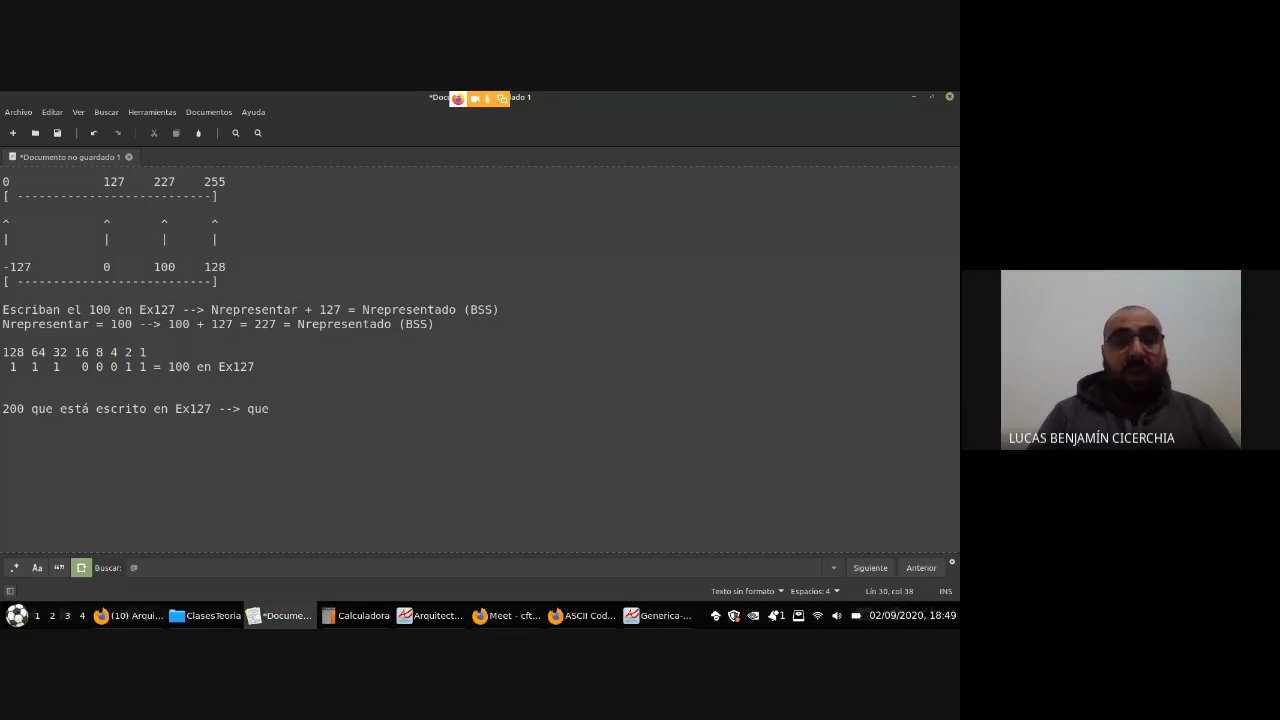 *Docu
ado 1
Archivo Editar Ver Buscar Herramientas Documentos Ayuda
*Documento no guardado 1
0 127 227 255
[ ---------------------------]
^ ^ ^ ^
| | | |
-127 0 100 128
[ ---------------------------]
Escriban el 100 en Ex127 --> Nrepresentar + 127 = Nrepresentado (BSS)
Nrepresentar = 100 --> 100 + 127 = 227 = Nrepresentado (BSS)
128 64 32 16 8 4 2 1
1 1 1 0 0 0 1 1 = 100 en Ex127
200 que está escrito en Ex127 --> que
LUCAS BENJAMÍN CICERCHIA
.* Aa “” Buscar: @ Siguiente Anterior
Texto sin formato Espacios: 4 Lín 30, col 38 INS
1 2 3 4 (10) Arqui... ClasesTeoria *Docume... Calculadora Arquitect... Meet - cft... ASCII Cod... Generica-... 1 02/09/2020, 18:49